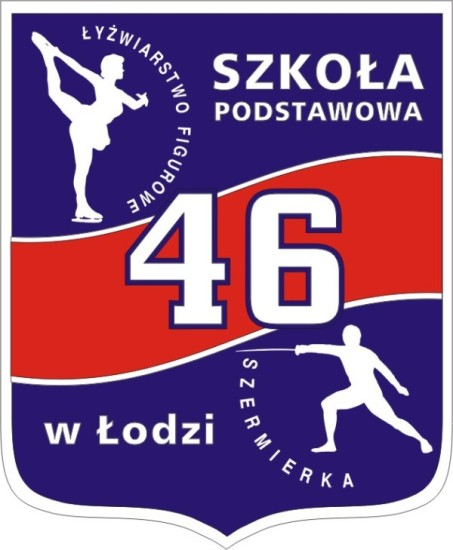 ŁYŻWIARSTWO FIGUROWE
SZKOŁA
PODSTAWOWA
46
SZERMIERKA
w Łodzi